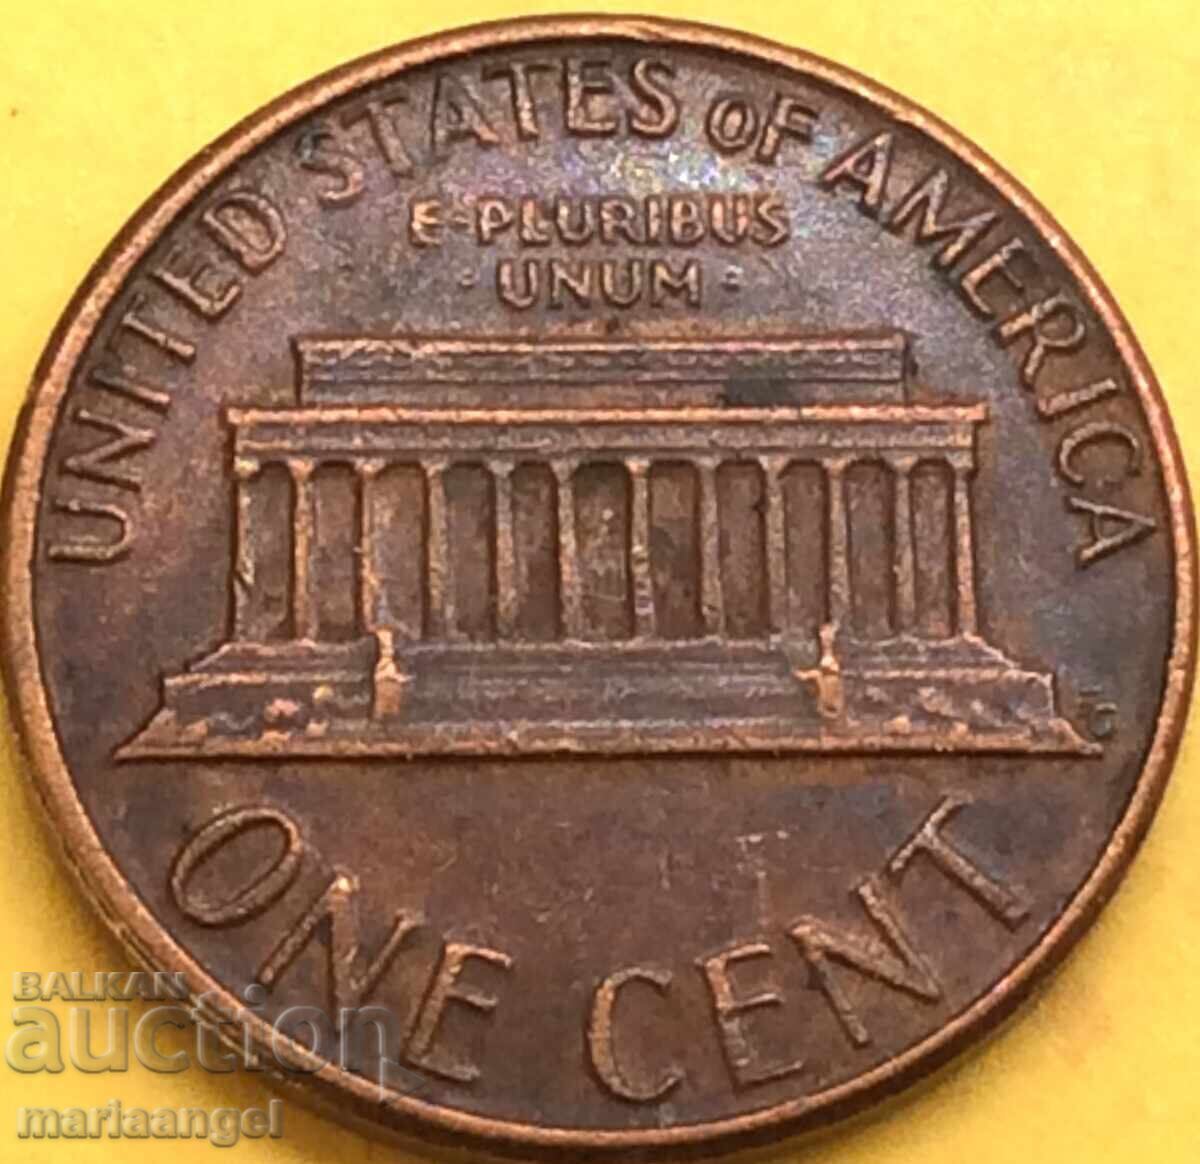 UNITED STATES OF AMERICA
E·PLURIBUS
·UNUM·
ONE CENT
BALKAN
auction
mariaangel